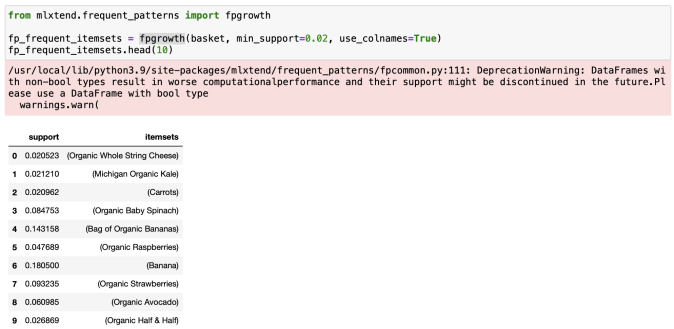 from mlxtend.frequent_patterns import fpgrowth
fp_frequent_itemsets = fpgrowth(basket, min_support=0.02, use_colnames=True)
fp_frequent_itemsets.head(10)
/usr/local/lib/python3.9/site-packages/mlxtend/frequent_patterns/fpcommon.py:111: DeprecationWarning: DataFrames wi
th non-bool types result in worse computationalperformance and their support might be discontinued in the future.Pl
ease use a DataFrame with bool type
warnings.warn(
support itemsets
0 0.020523 (Organic Whole String Cheese)
1 0.021210 (Michigan Organic Kale)
2 0.020962 (Carrots)
3 0.084753 (Organic Baby Spinach)
4 0.143158 (Bag of Organic Bananas)
5 0.047689 (Organic Raspberries)
6 0.180500 (Banana)
7 0.093235 (Organic Strawberries)
8 0.060985 (Organic Avocado)
9 0.026869 (Organic Half & Half)